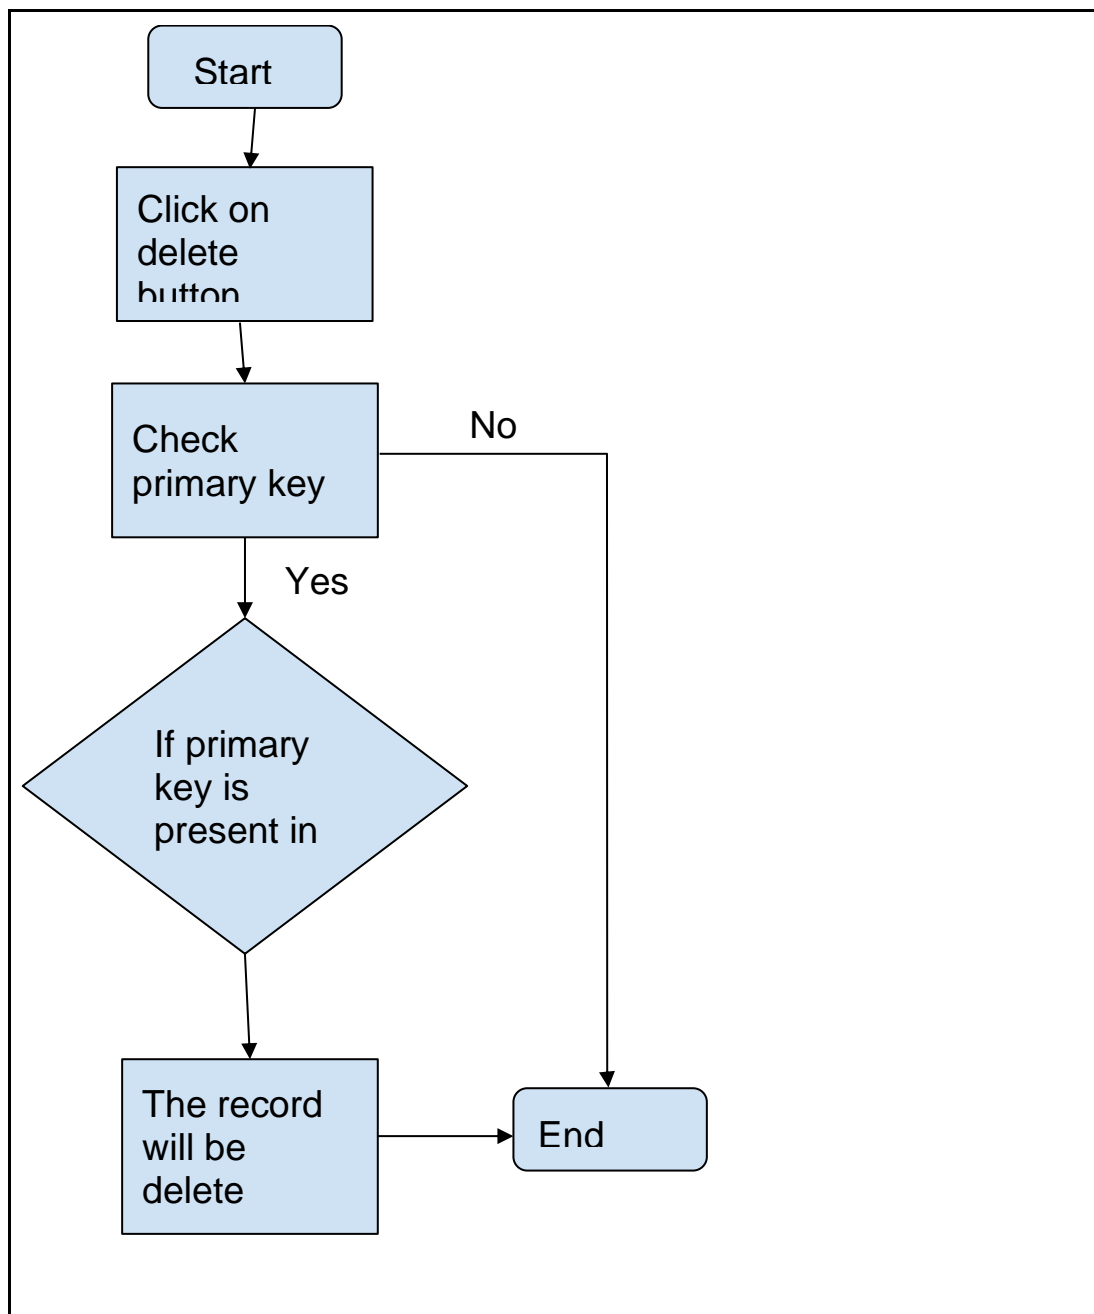 Start
Click on
delete
button
Check
primary key
No
Yes
If primary
key is
present in
The record
will be
delete
End